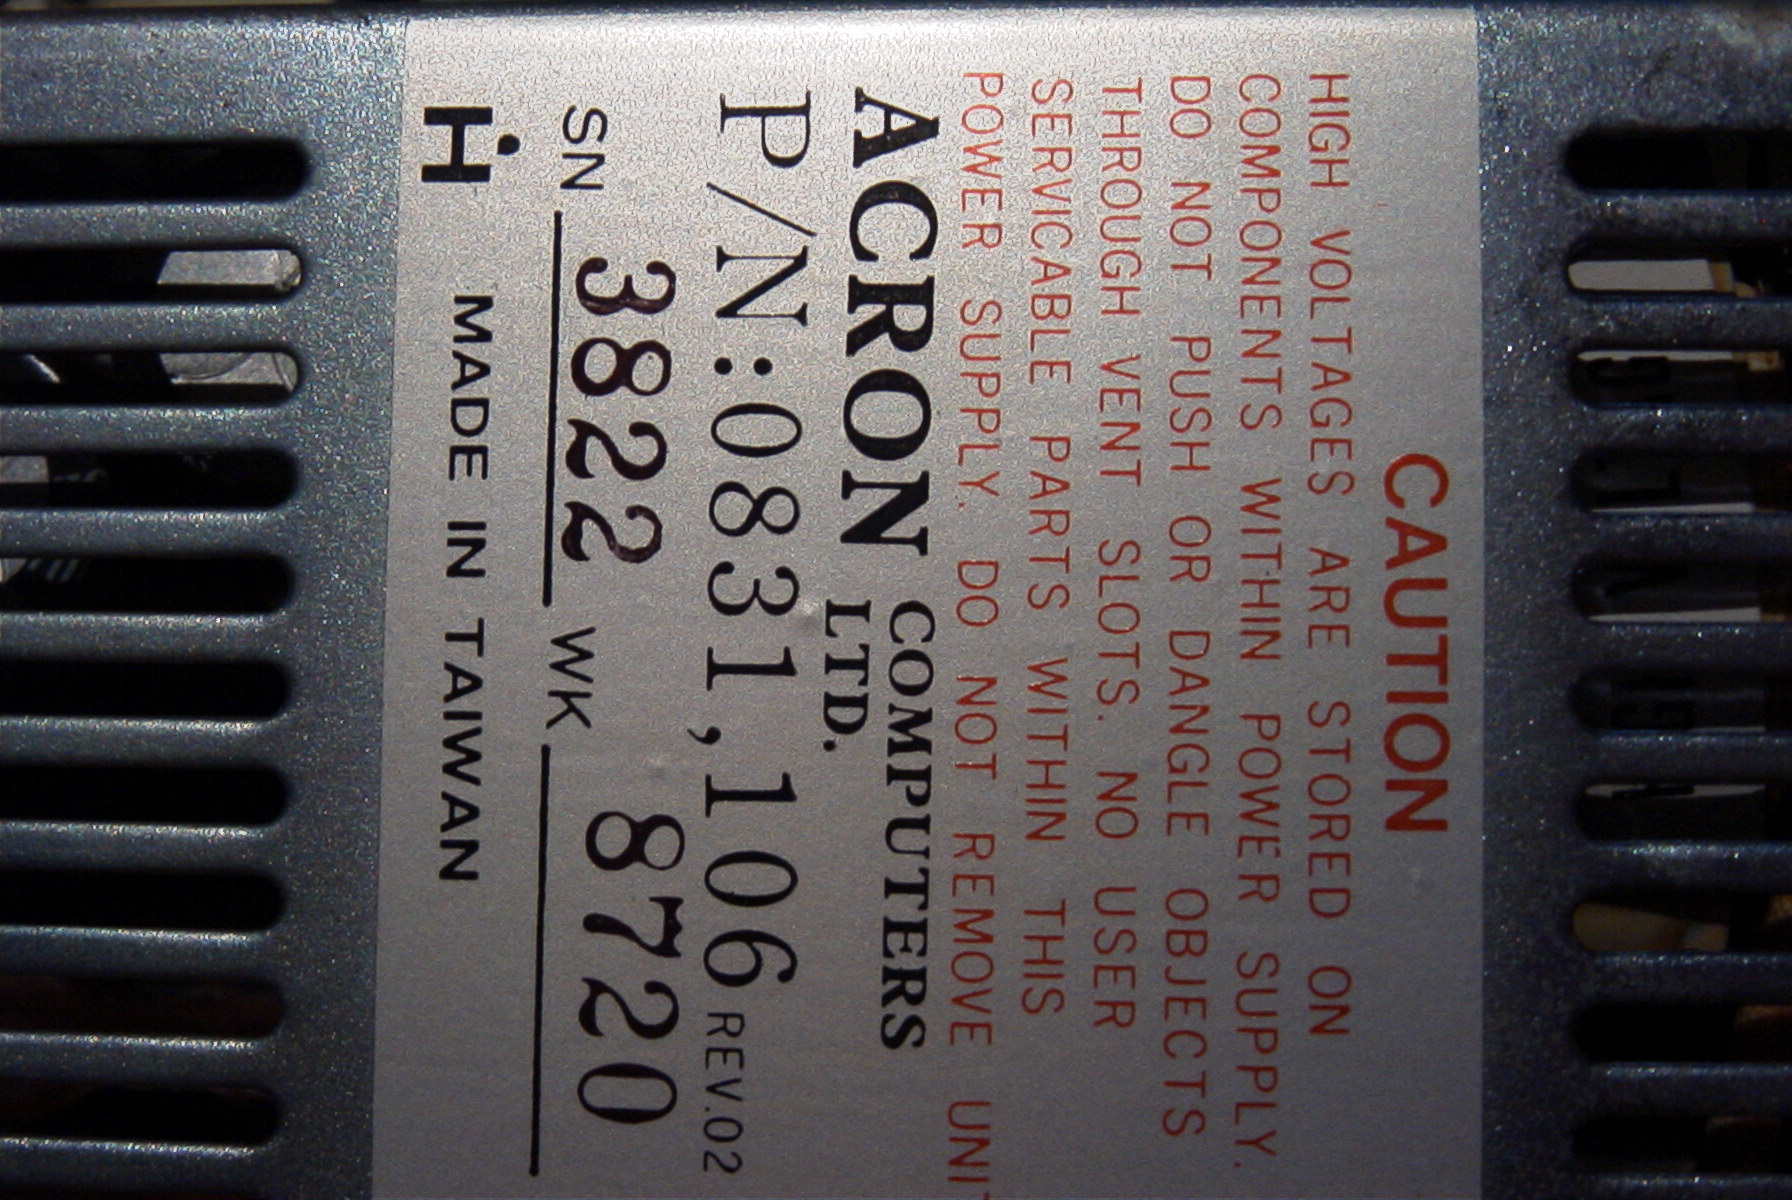 CAUTION
HIGH VOLTAGES ARE STORED ON
COMPONENTS WITHIN POWER SUPPLY.
DO NOT PUSH OR DANGLE OBJECTS
THROUGH VENT SLOTS. NO USER
SERVICABLE PARTS WITHIN THIS
POWER SUPPLY. DO NOT REMOVE UNIT
ACRON COMPUTERS LTD.
P/N:0831,106 REV.02
SN 3822 WK 8720
H MADE IN TAIWAN